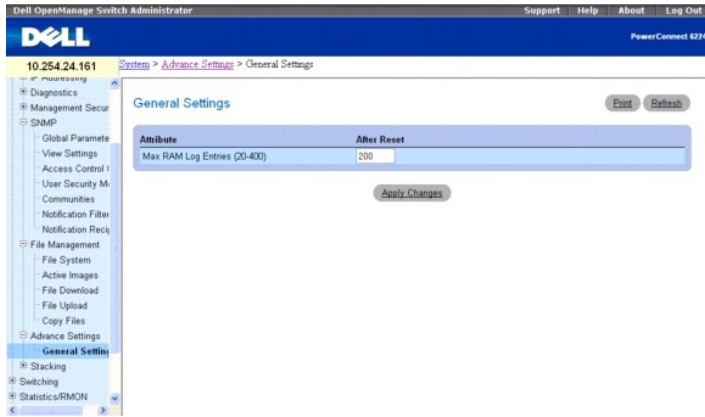 Dell OpenManage Switch Administrator
Support Help About Log Out
DELL
PowerConnect 6224
10.254.24.161
System > Advance Settings > General Settings
IP Addressing
Diagnostics
Management Secur
SNMP
Global Paramete
View Settings
Access Control
User Security M
Communities
Notification Filter
Notification Recip
File Management
File System
Active Images
File Download
File Upload
Copy Files
Advance Settings
General Setting
Stacking
Switching
Statistics/RMON
General Settings
Print Refresh
Attribute After Reset
Max RAM Log Entries (20-400) 200
Apply Changes